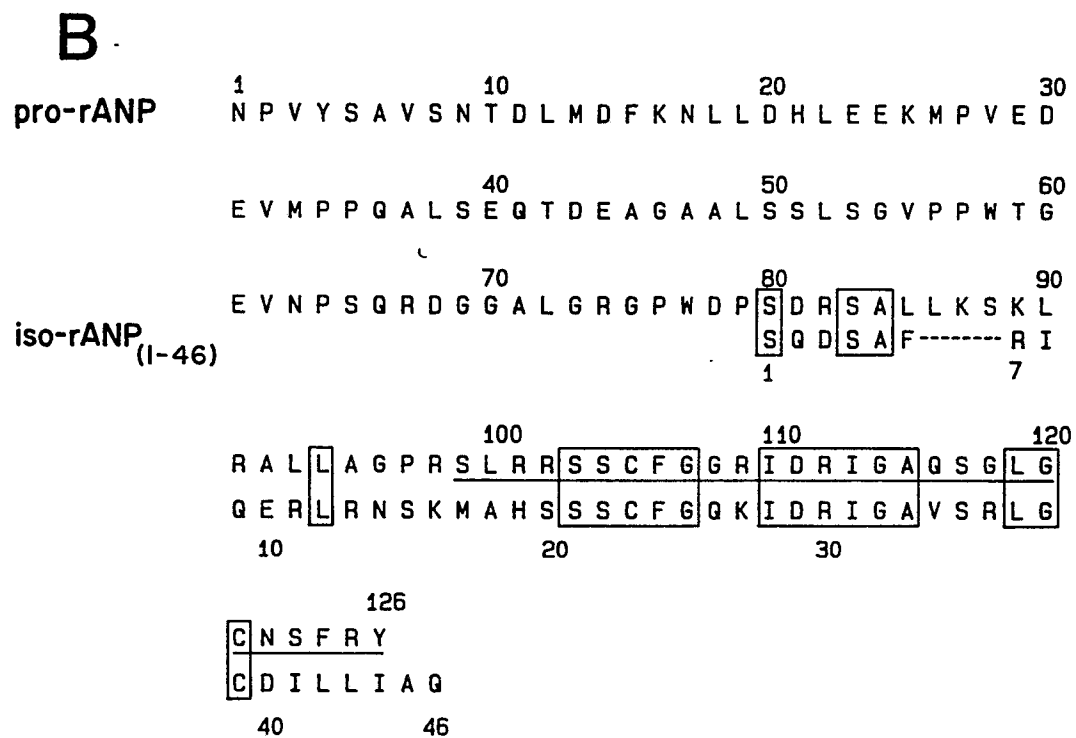 B
1 10 20 30
pro-rANP N P V Y S A V S N T D L M D F K N L L D H L E E K M P V E D
40 50 60
E V M P P Q A L S E Q T D E A G A A L S S L S G V P P W T G
70 80 90
E V N P S Q R D G G A L G R G P W D P S D R S A L L K S K L
iso-rANP(1-46) S Q D S A F -------- R I
1 7
100 110 120
R A L L A G P R S L R R S S C F G G R I D R I G A Q S G L G
Q E R L R N S K M A H S S S C F G Q K I D R I G A V S R L G
10 20 30
126
C N S F R Y
C D I L L I A Q
40 46